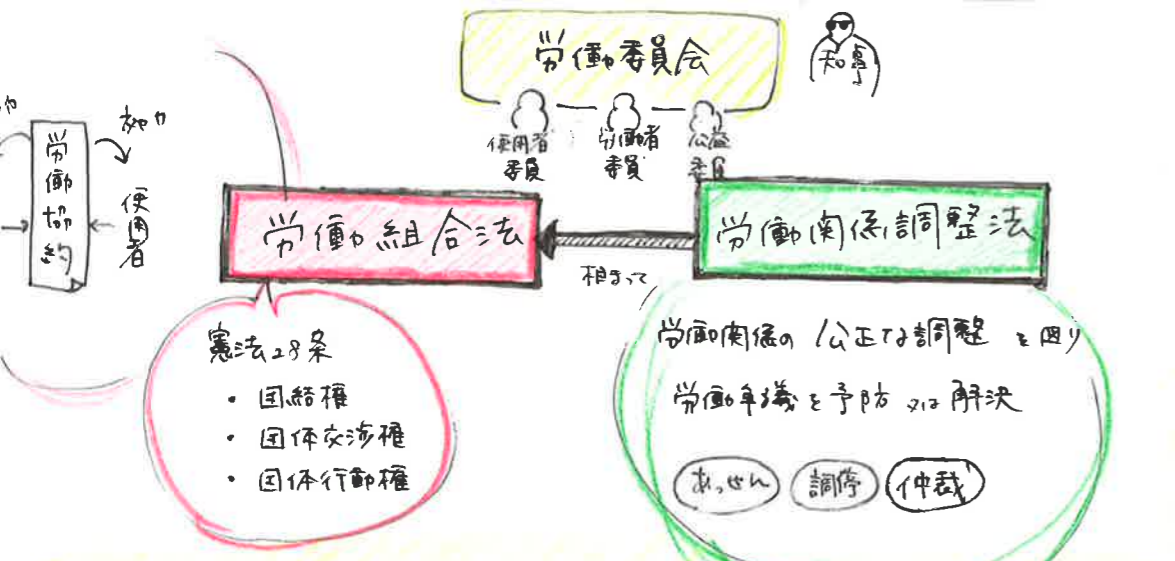 労働委員会
知事
使用者
委員
労働者
委員
公益
委員
労働協約
効力
使用者
労働組合法
労働関係調整法
相まって
憲法28条
・団結権
・団体交渉権
・団体行動権
労働関係の公正な調整を図り
労働争議を予防又は解決
あっせん
調停
仲裁